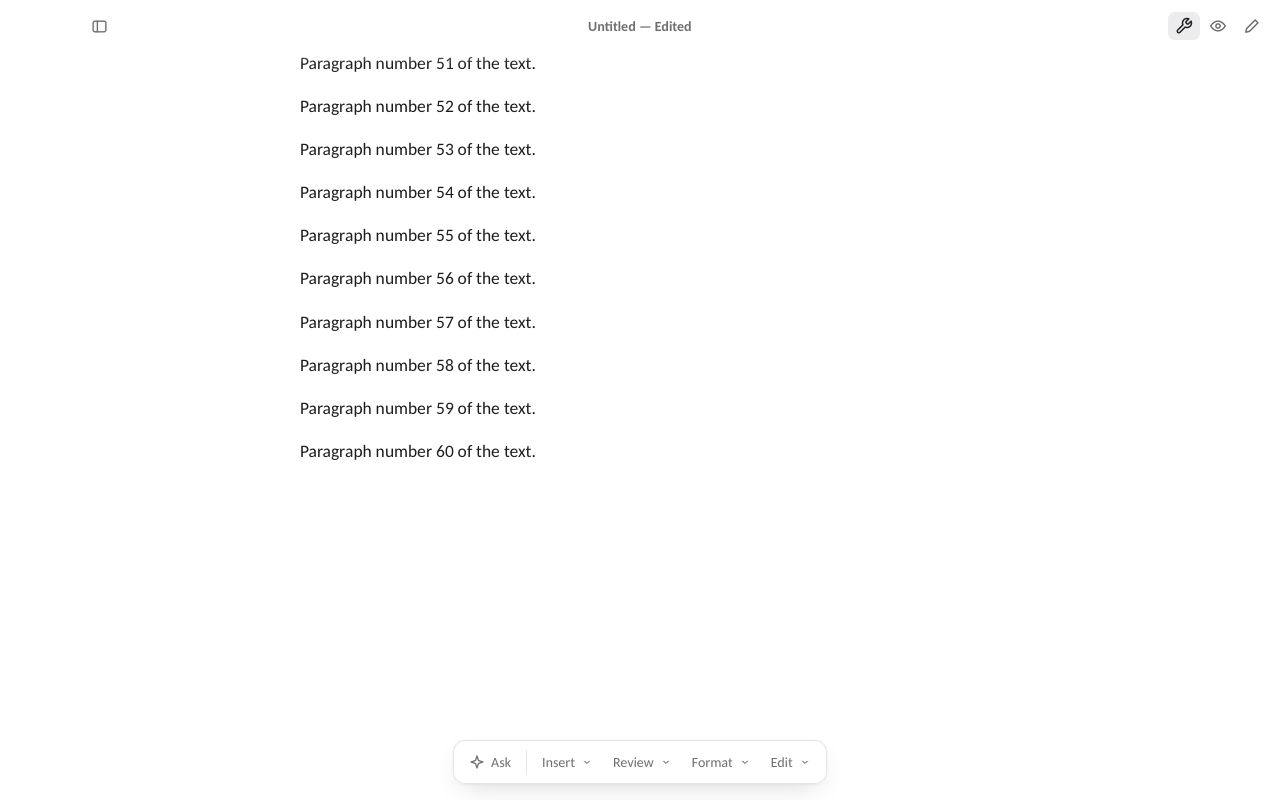 Untitled — Edited
Paragraph number 51 of the text.
Paragraph number 52 of the text.
Paragraph number 53 of the text.
Paragraph number 54 of the text.
Paragraph number 55 of the text.
Paragraph number 56 of the text.
Paragraph number 57 of the text.
Paragraph number 58 of the text.
Paragraph number 59 of the text.
Paragraph number 60 of the text.
Ask Insert Review Format Edit